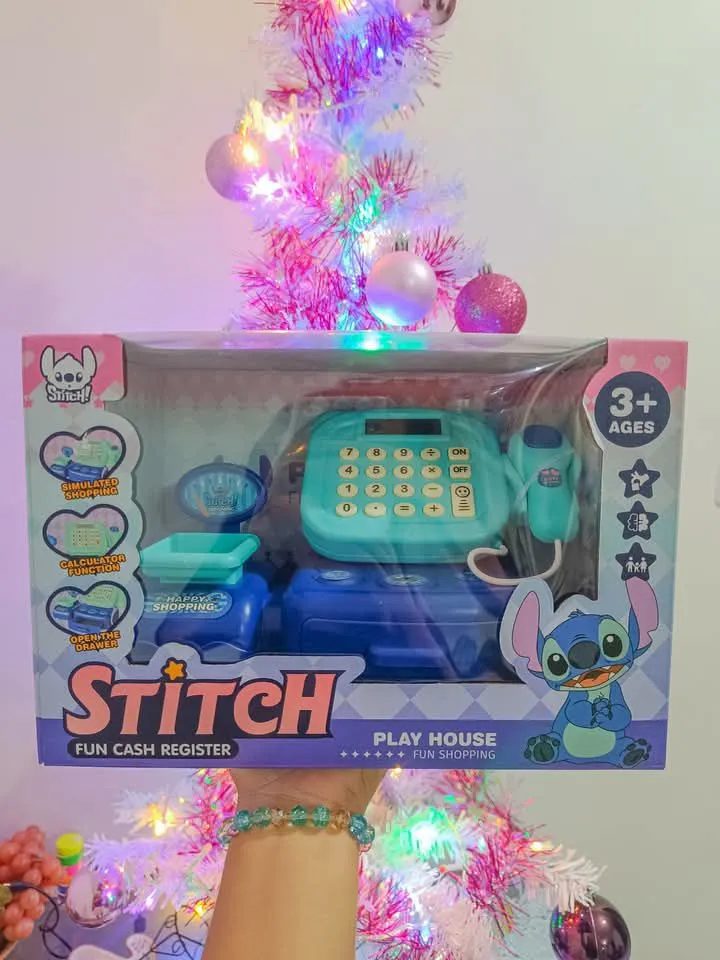 STITCH!
3+
AGES
SIMULATED
SHOPPING
CALCULATOR
FUNCTION
OPEN THE
DRAWER
7 8 9 ÷ ON
4 5 6 × OFF
1 2 3 −
0 • = +
HAPPY
SHOPPING
STITCH
FUN CASH REGISTER
PLAY HOUSE
FUN SHOPPING